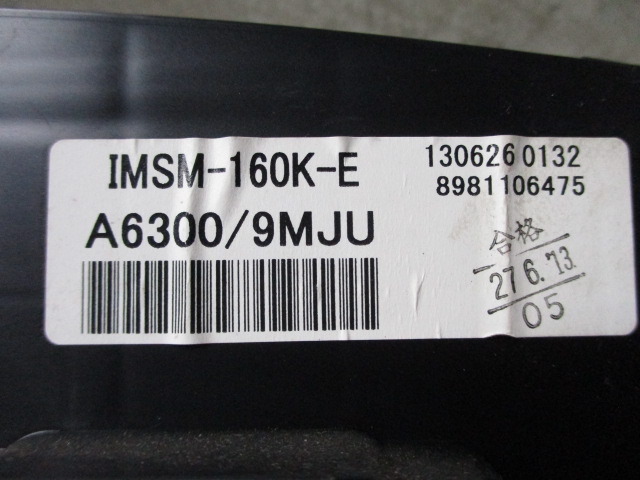 IMSM-160K-E
A6300/9MJU
1306260132
8981106475
合格
27.6.13.
05